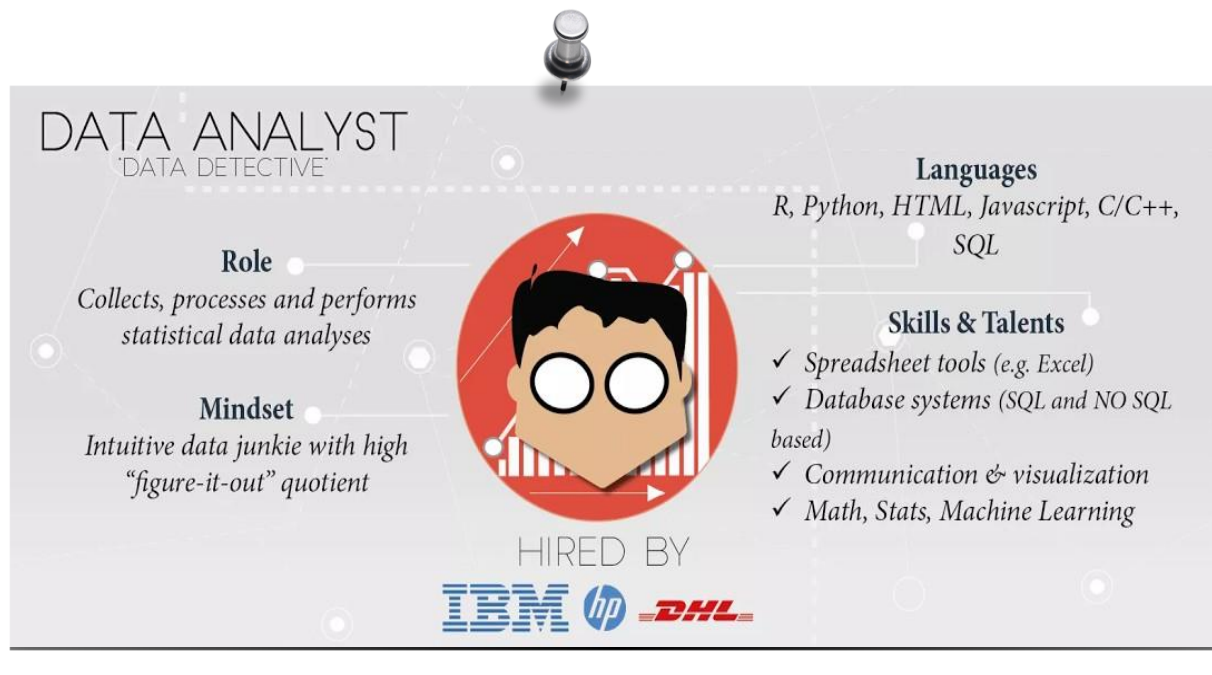 DATA ANALYST
'DATA DETECTIVE'
Role
Collects, processes and performs
statistical data analyses
Mindset
Intuitive data junkie with high
“figure-it-out” quotient
Languages
R, Python, HTML, Javascript, C/C++,
SQL
Skills & Talents
✓ Spreadsheet tools (e.g. Excel)
✓ Database systems (SQL and NO SQL
based)
✓ Communication & visualization
✓ Math, Stats, Machine Learning
HIRED BY
IBM hp DHL